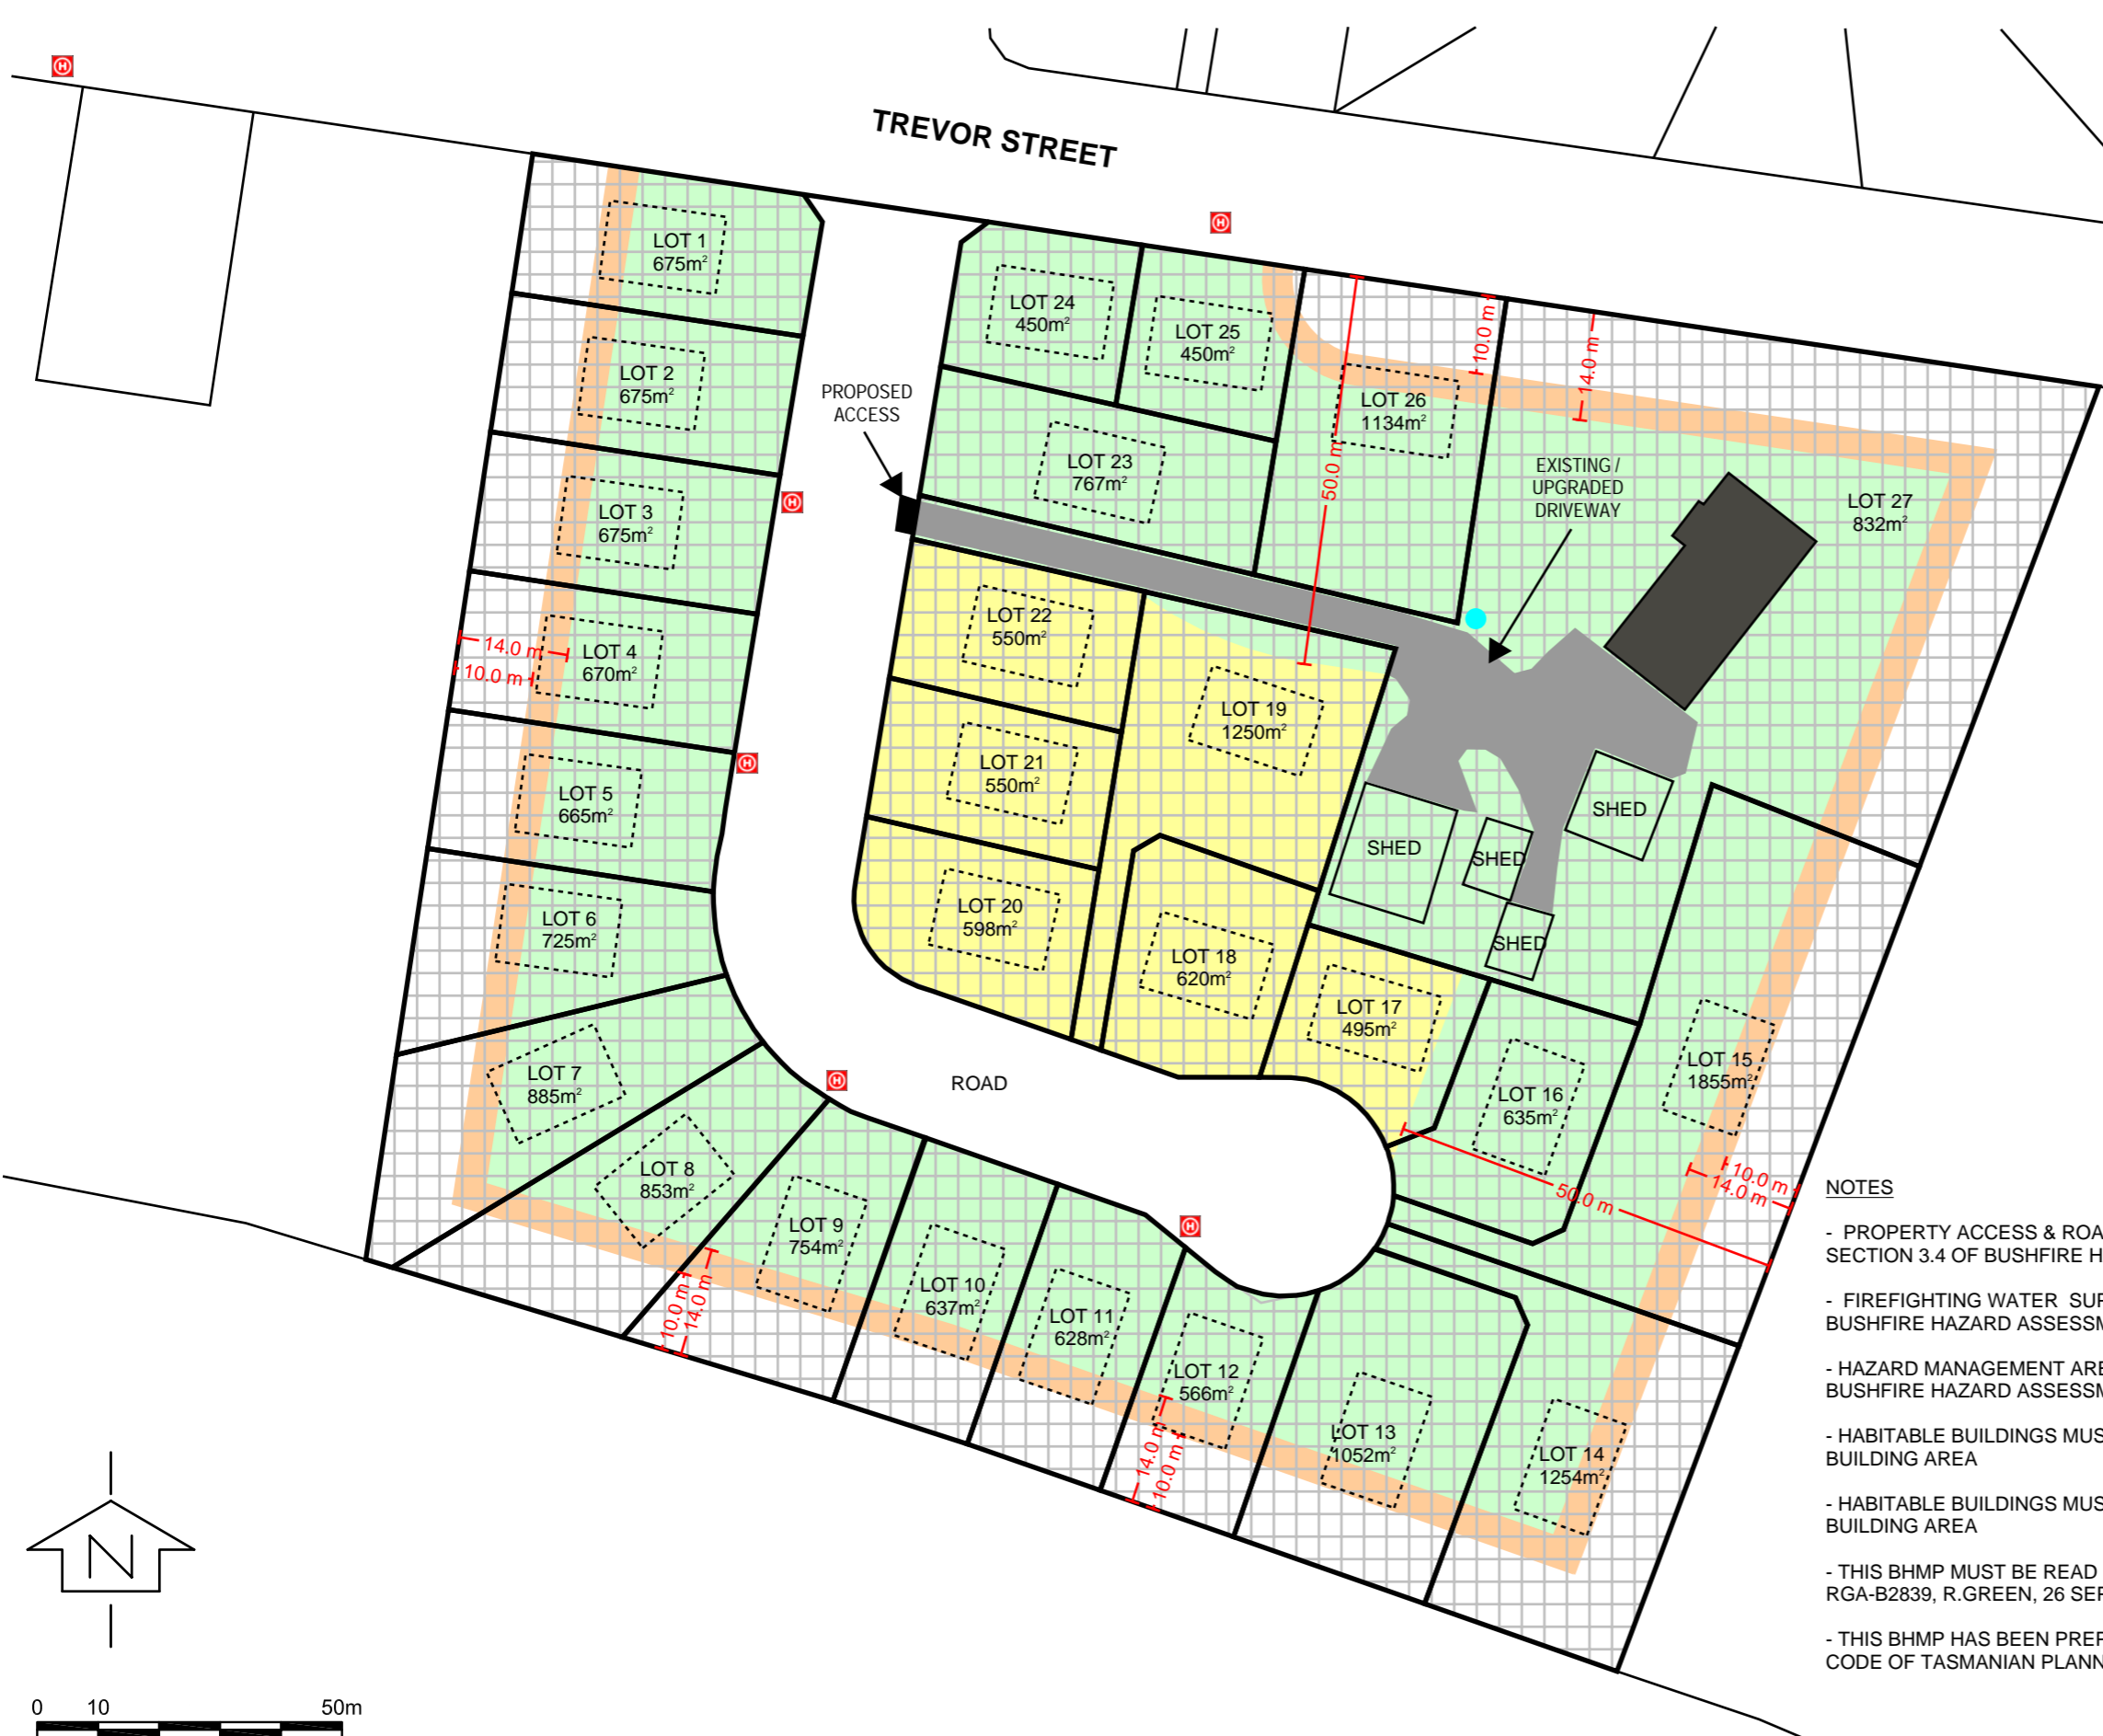 TREVOR STREET
LOT 1
675m²
LOT 2
675m²
LOT 3
675m²
LOT 4
670m²
14.0 m
10.0 m
LOT 5
665m²
LOT 6
725m²
LOT 7
885m²
LOT 8
853m²
LOT 9
754m²
10.0 m
14.0 m
LOT 10
637m²
LOT 11
628m²
LOT 12
566m²
14.0 m
10.0 m
LOT 13
1052m²
LOT 14
1254m²
LOT 15
1855m²
10.0 m
14.0 m
50.0 m
LOT 16
635m²
LOT 17
495m²
LOT 18
620m²
LOT 19
1250m²
LOT 20
598m²
LOT 21
550m²
LOT 22
550m²
LOT 23
767m²
LOT 24
450m²
LOT 25
450m²
LOT 26
1134m²
50.0 m
10.0 m
14.0 m
LOT 27
832m²
PROPOSED
ACCESS
EXISTING /
UPGRADED
DRIVEWAY
SHED
SHED
SHED
SHED
ROAD
H
H
H
H
H
H
N
0 10 50m
NOTES
- PROPERTY ACCESS & ROA
SECTION 3.4 OF BUSHFIRE H
- FIREFIGHTING WATER SUP
BUSHFIRE HAZARD ASSESSM
- HAZARD MANAGEMENT ARE
BUSHFIRE HAZARD ASSESSM
- HABITABLE BUILDINGS MUS
BUILDING AREA
- HABITABLE BUILDINGS MUS
BUILDING AREA
- THIS BHMP MUST BE READ
RGA-B2839, R.GREEN, 26 SEP
- THIS BHMP HAS BEEN PREP
CODE OF TASMANIAN PLANN